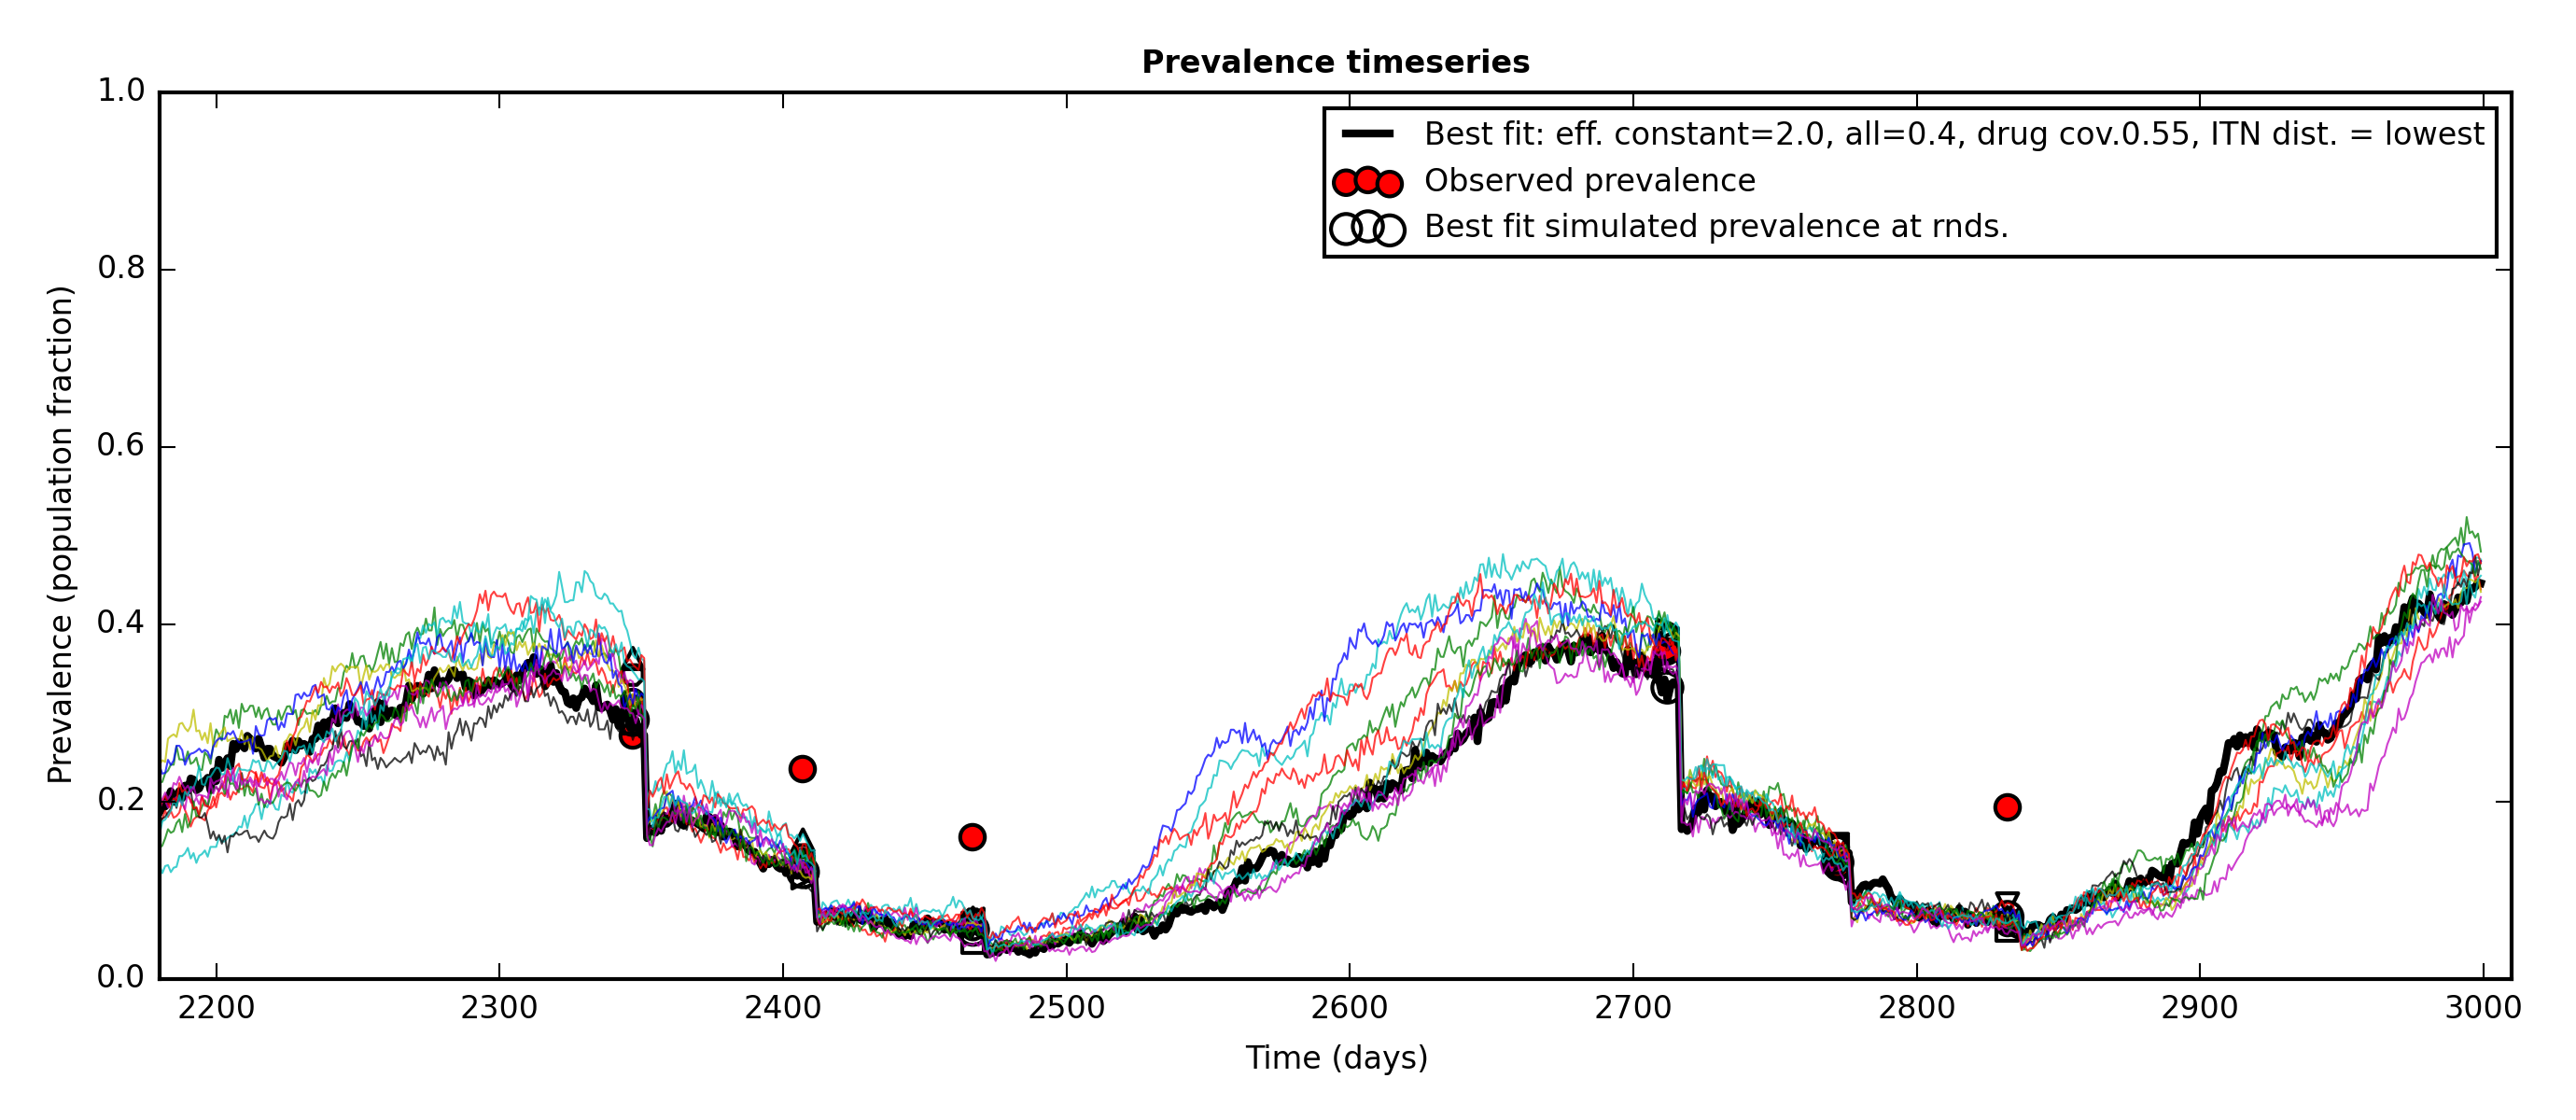 Prevalence timeseries
Best fit: eff. constant=2.0, all=0.4, drug cov.0.55, ITN dist. = lowest
Observed prevalence
Best fit simulated prevalence at rnds.
Prevalence (population fraction)
1.0
0.8
0.6
0.4
0.2
0.0
2200 2300 2400 2500 2600 2700 2800 2900 3000
Time (days)